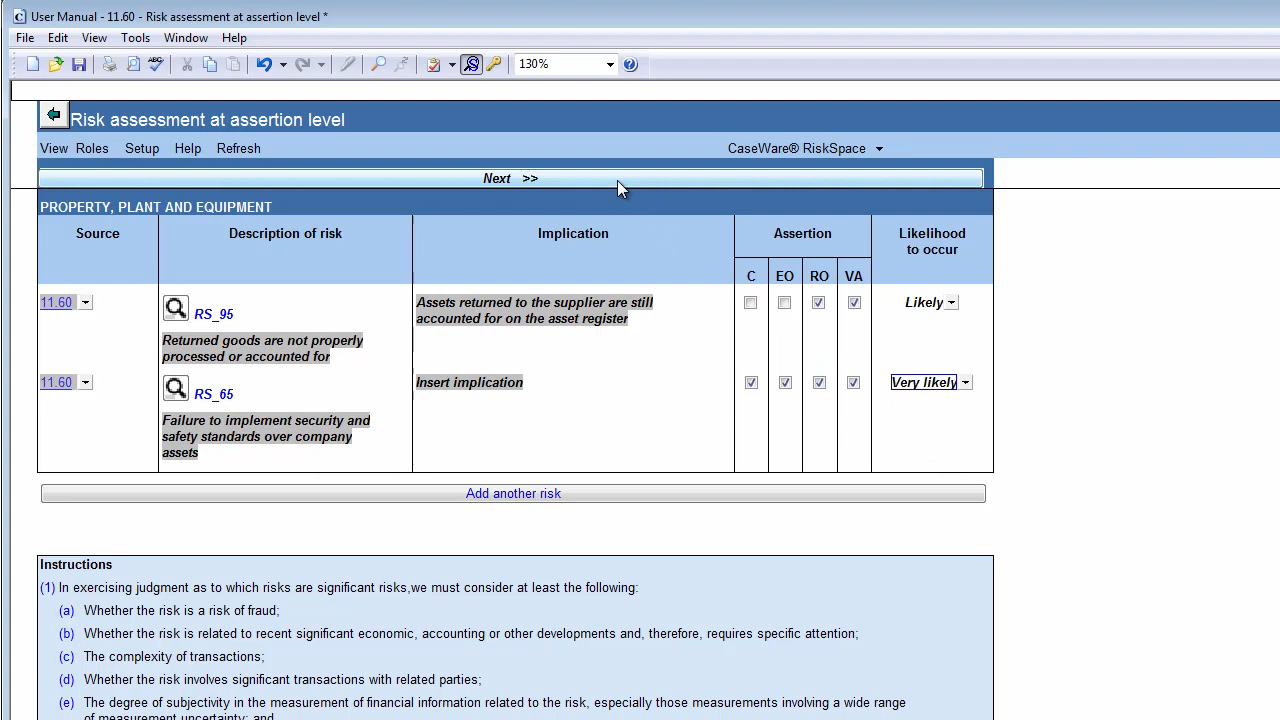 User Manual - 11.60 - Risk assessment at assertion level *
File Edit View Tools Window Help
130%
Risk assessment at assertion level
View Roles Setup Help Refresh CaseWare® RiskSpace
Next >>
PROPERTY, PLANT AND EQUIPMENT
Source Description of risk Implication Assertion Likelihood
to occur
C EO RO VA
11.60 RS_95 Assets returned to the supplier are still Likely
accounted for on the asset register
Returned goods are not properly
processed or accounted for
11.60 RS_65 Insert implication Very likely
Failure to implement security and
safety standards over company
assets
Add another risk
Instructions
(1) In exercising judgment as to which risks are significant risks,we must consider at least the following:
(a) Whether the risk is a risk of fraud;
(b) Whether the risk is related to recent significant economic, accounting or other developments and, therefore, requires specific attention;
(c) The complexity of transactions;
(d) Whether the risk involves significant transactions with related parties;
(e) The degree of subjectivity in the measurement of financial information related to the risk, especially those measurements involving a wide range
of measurement uncertainty; and